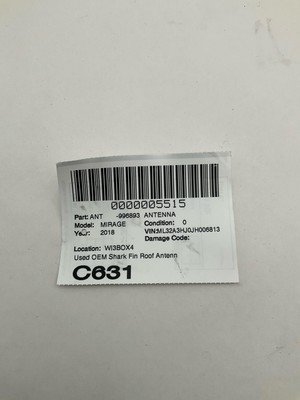 0000005515
Part: ANT -996893 ANTENNA
Model: MIRAGE Condition: 0
Year: 2018 VIN:ML32A3HJ0JH006813
Damage Code:
Location: WI3BOX4
Used OEM Shark Fin Roof Antenn
C631